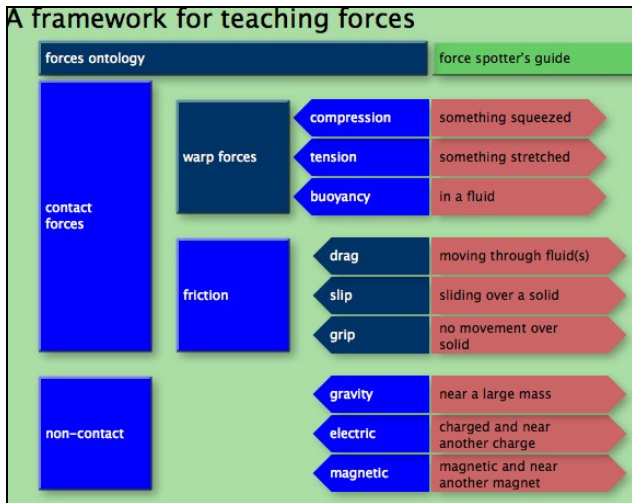 A framework for teaching forces
forces ontology
force spotter's guide
contact
forces
warp forces
compression
something squeezed
tension
something stretched
buoyancy
in a fluid
friction
drag
moving through fluid(s)
slip
sliding over a solid
grip
no movement over
solid
non-contact
gravity
near a large mass
electric
charged and near
another charge
magnetic
magnetic and near
another magnet